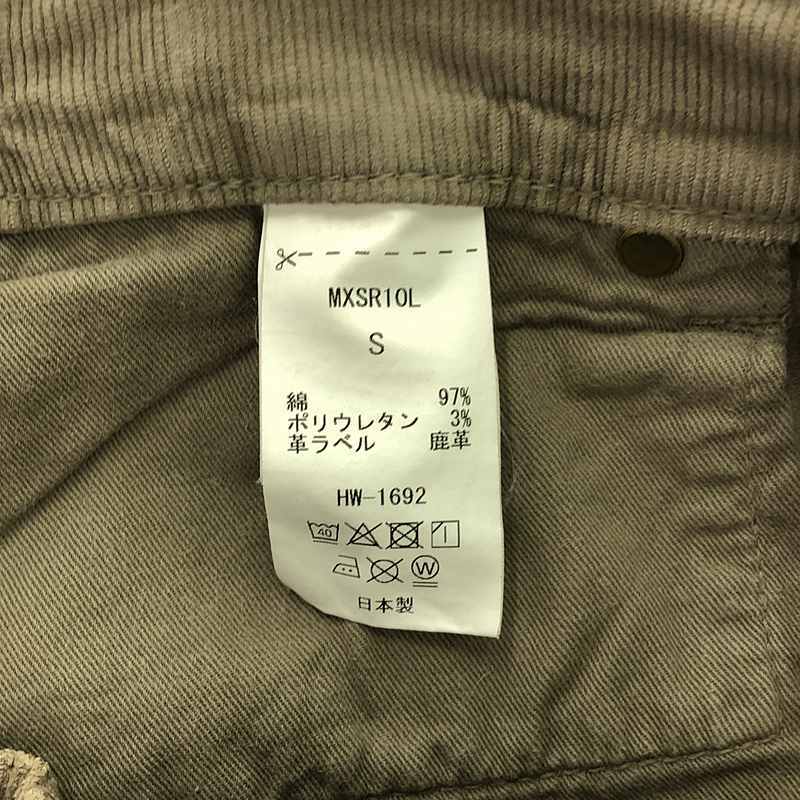 MXSR10L
S
綿 97%
ポリウレタン 3%
革ラベル 鹿革
HW-1692
40
W
日本製